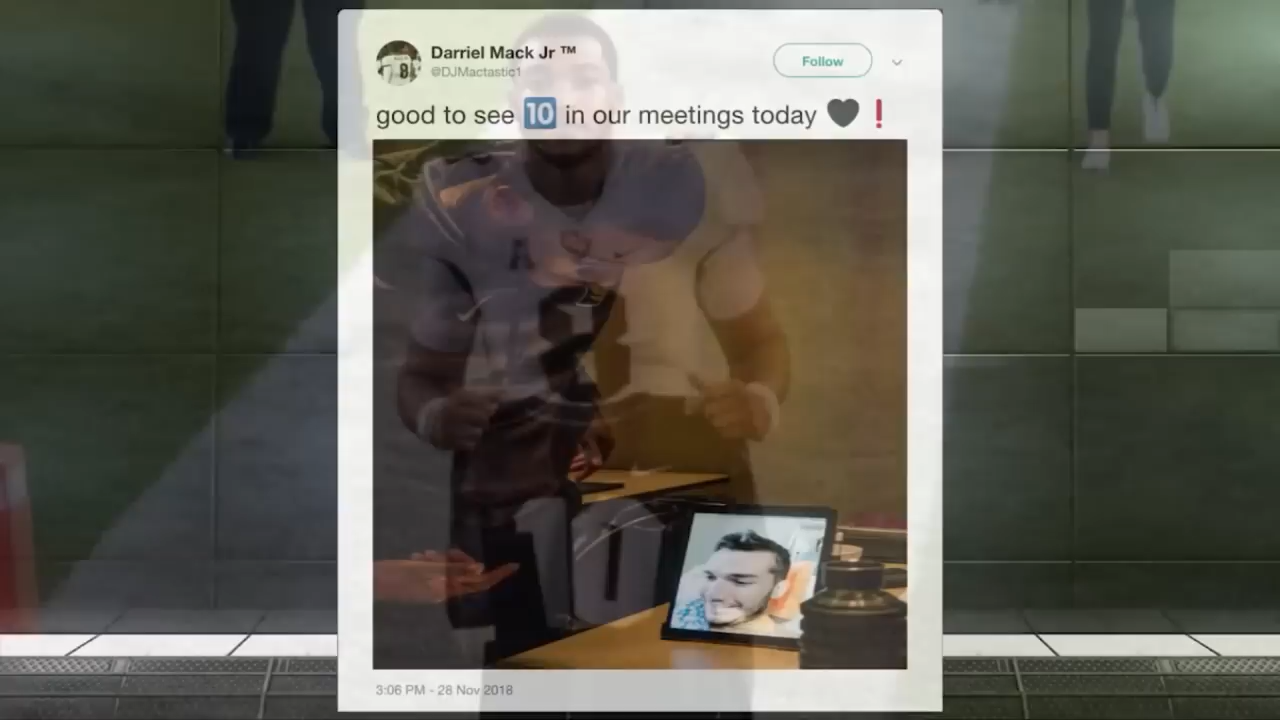 Darriel Mack Jr ™
@DJMactastic1
Follow
good to see 🔟 in our meetings today 🖤❗
3:06 PM - 28 Nov 2018